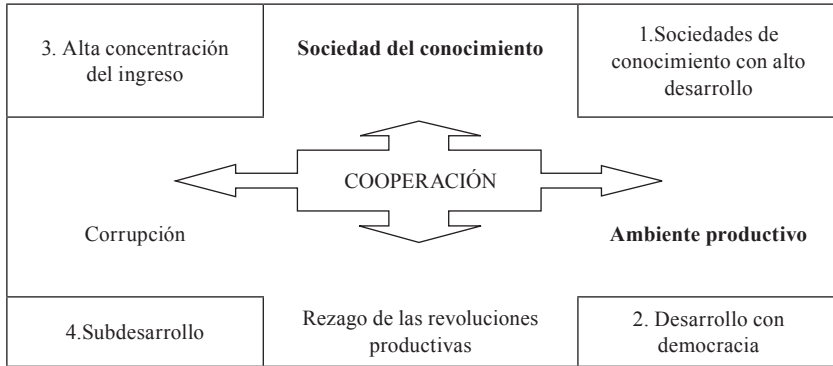 3. Alta concentración
del ingreso
Sociedad del conocimiento
1.Sociedades de
conocimiento con alto
desarrollo
COOPERACIÓN
Corrupción
Ambiente productivo
4.Subdesarrollo
Rezago de las revoluciones
productivas
2. Desarrollo con
democracia